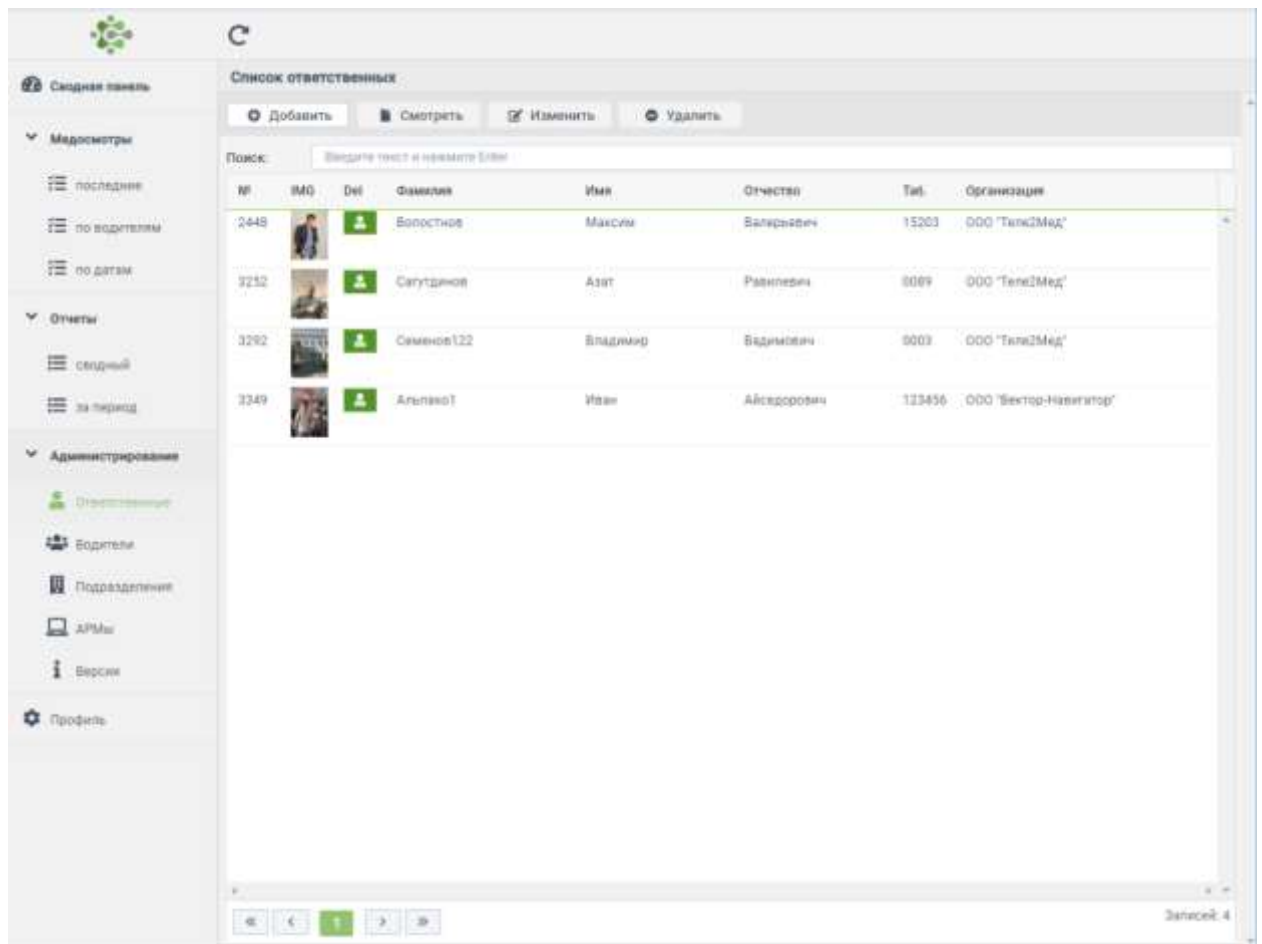 Сводная панель
Медосмотры
последние
по водителям
по датам
Отчеты
сводный
за период
Администрирование
Ответственные
Водители
Подразделения
АРМы
Версии
Профиль
Список ответственных
Добавить Смотреть Изменить Удалить
Поиск: Введите текст и нажмите Enter
№ IMG Del Фамилия Имя Отчество Таб. Организация
2448 Волостнов Максим Валерьевич 15203 ООО "Теле2Мед"
3252 Сагутдинов Азат Равилевич 0089 ООО "Теле2Мед"
3292 Семенов122 Владимир Вадимович 0003 ООО "Теле2Мед"
3349 Альпако1 Иван Айседорович 123456 ООО "Вектор-Навигатор"
« ‹ 1 › »
Записей: 4